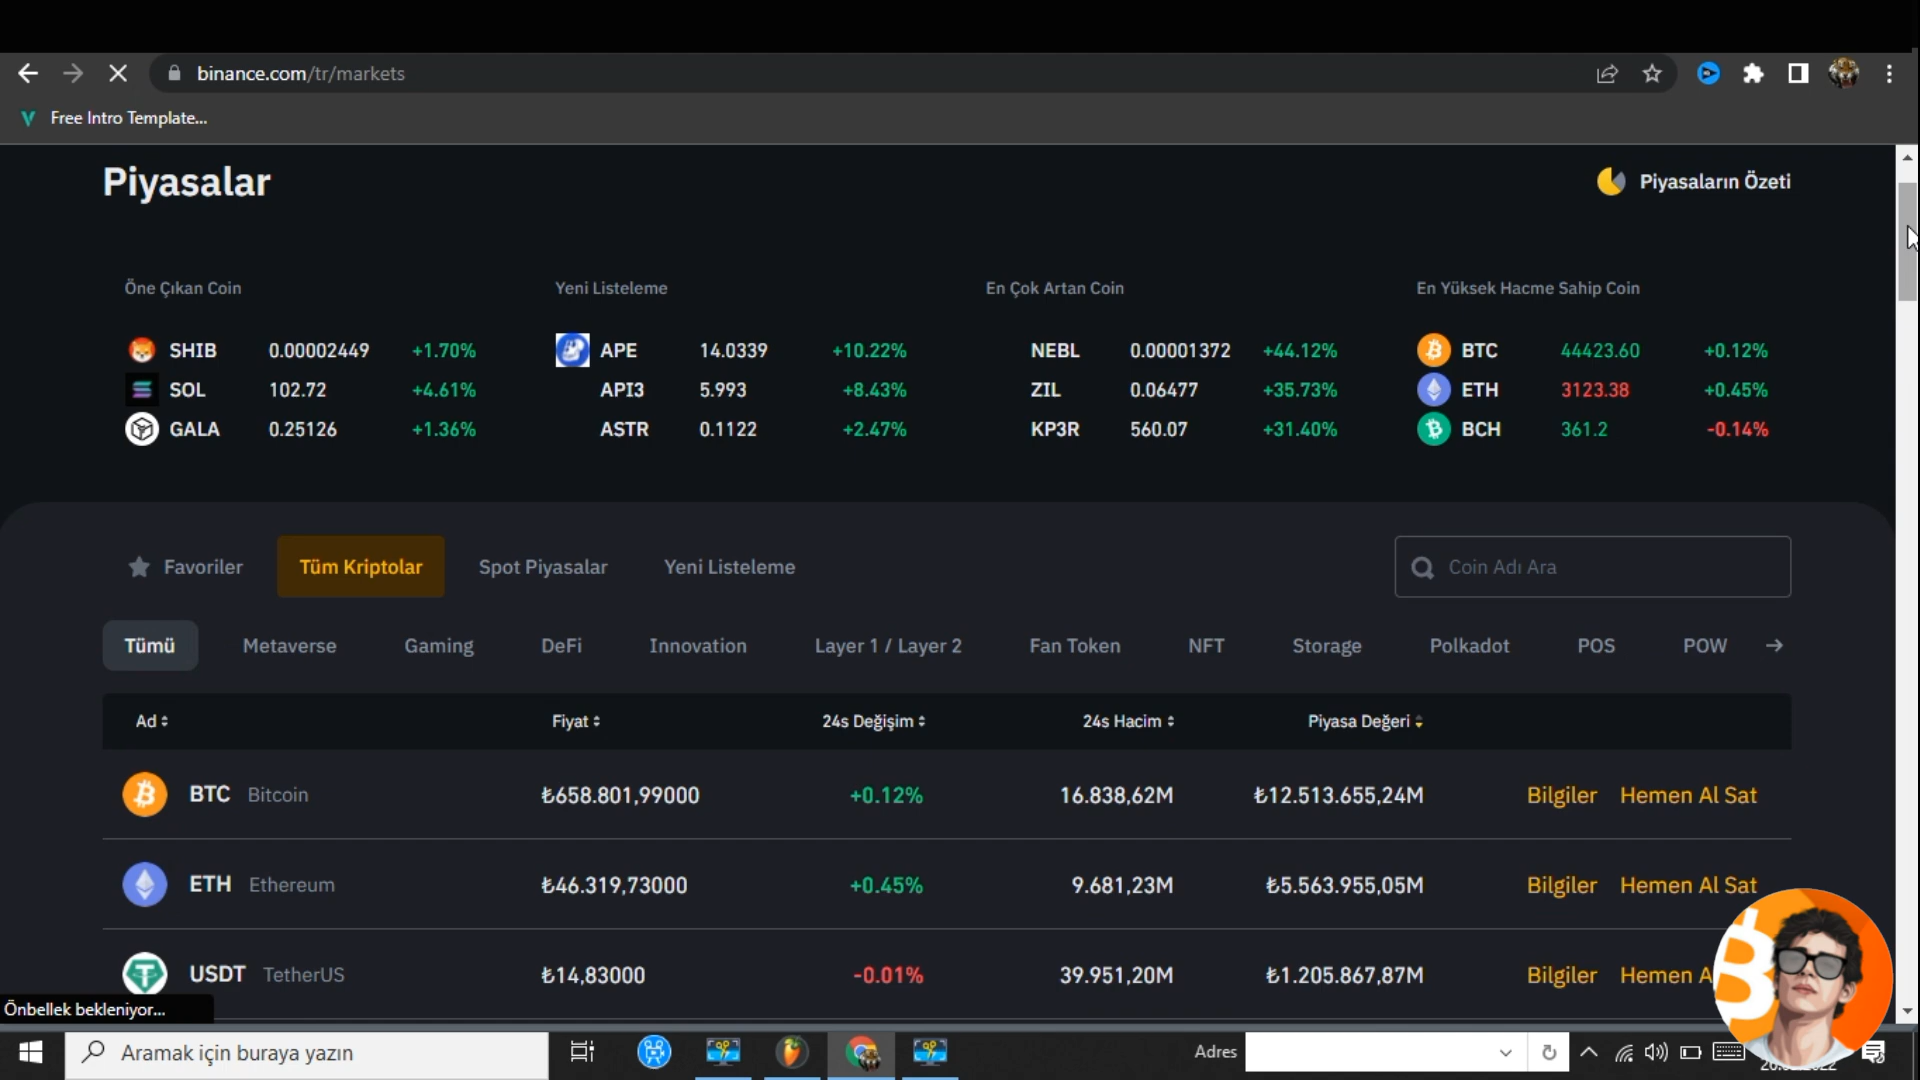 binance.com/tr/markets
Free Intro Template...
Piyasalar
Piyasaların Özeti
Öne Çıkan Coin
SHIB 0.00002449 +1.70%
SOL 102.72 +4.61%
GALA 0.25126 +1.36%
Yeni Listeleme
APE 14.0339 +10.22%
API3 5.993 +8.43%
ASTR 0.1122 +2.47%
En Çok Artan Coin
NEBL 0.00001372 +44.12%
ZIL 0.06477 +35.73%
KP3R 560.07 +31.40%
En Yüksek Hacme Sahip Coin
BTC 44423.60 +0.12%
ETH 3123.38 +0.45%
BCH 361.2 -0.14%
Favoriler Tüm Kriptolar Spot Piyasalar Yeni Listeleme Coin Adı Ara
Tümü Metaverse Gaming DeFi Innovation Layer 1 / Layer 2 Fan Token NFT Storage Polkadot POS POW
Ad Fiyat 24s Değişim 24s Hacim Piyasa Değeri
BTC Bitcoin ₺658.801,99000 +0.12% 16.838,62M ₺12.513.655,24M Bilgiler Hemen Al Sat
ETH Ethereum ₺46.319,73000 +0.45% 9.681,23M ₺5.563.955,05M Bilgiler Hemen Al Sat
USDT TetherUS ₺14,83000 -0.01% 39.951,20M ₺1.205.867,87M Bilgiler Hemen
Önbellek bekleniyor...
Aramak için buraya yazın
Adres